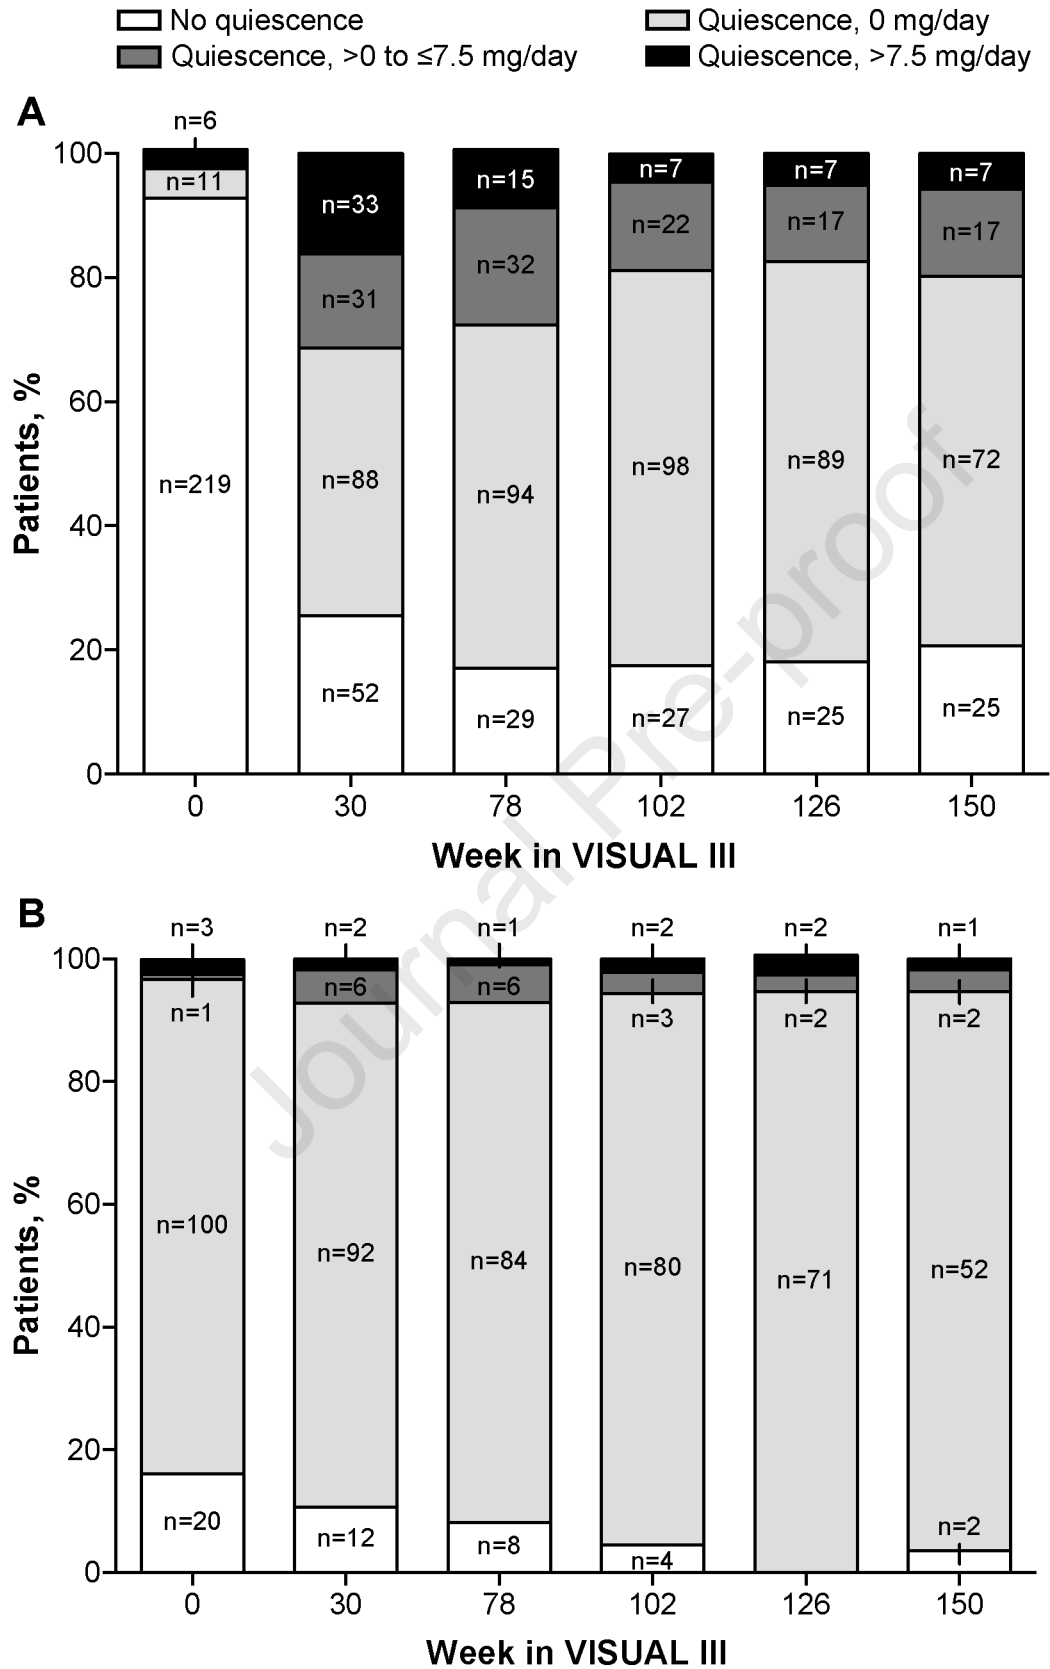 No quiescence
Quiescence, 0 mg/day
Quiescence, >0 to ≤7.5 mg/day
Quiescence, >7.5 mg/day
A
n=6
100
80
60
40
20
0
Patients, %
n=11
n=219
n=33
n=31
n=88
n=52
n=15
n=32
n=94
n=29
n=7
n=22
n=98
n=27
n=7
n=17
n=89
n=25
n=7
n=17
n=72
n=25
0 30 78 102 126 150
Week in VISUAL III
Journal Pre-proof
B
n=3 n=2 n=1 n=2 n=2 n=1
100
80
60
40
20
0
Patients, %
n=1
n=100
n=20
n=6
n=92
n=12
n=6
n=84
n=8
n=3
n=80
n=4
n=2
n=71
n=2
n=52
n=2
0 30 78 102 126 150
Week in VISUAL III